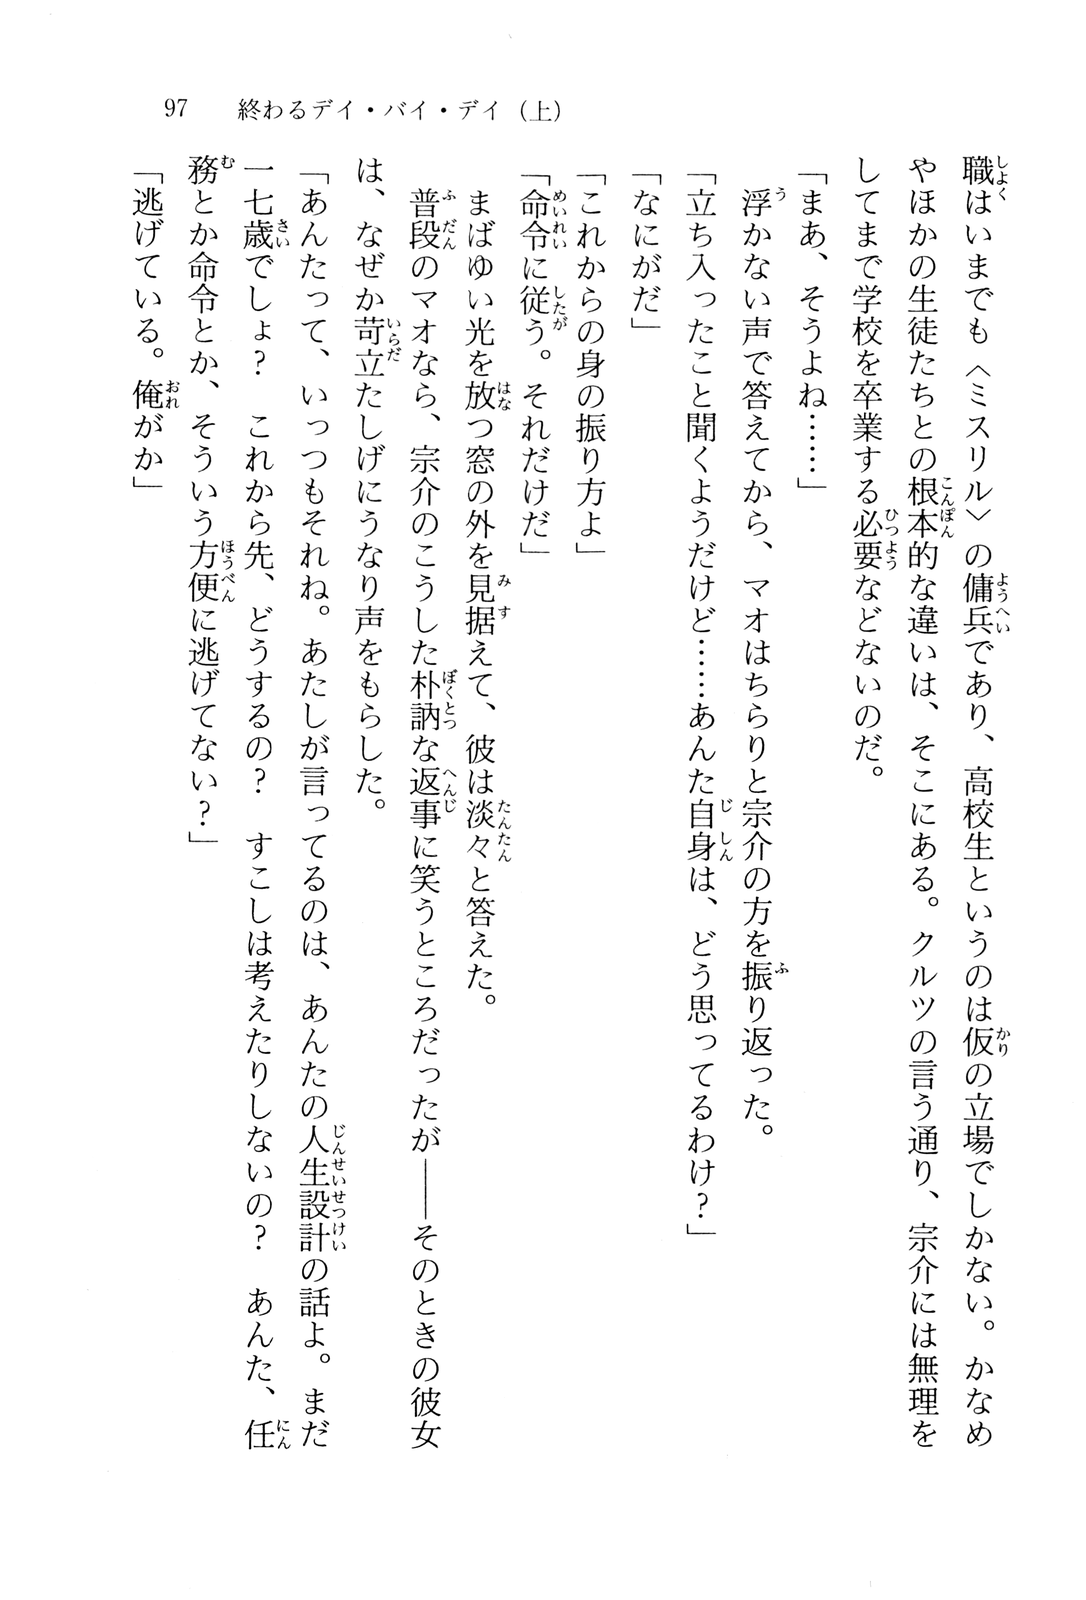 97　終わるデイ・バイ・デイ（上）
職はいまでも〈ミスリル〉の傭兵であり、高校生というのは仮の立場でしかない。かなめ
やほかの生徒たちとの根本的な違いは、そこにある。クルツの言う通り、宗介には無理を
してまで学校を卒業する必要などないのだ。
「まあ、そうよね……」
　浮かない声で答えてから、マオはちらりと宗介の方を振り返った。
「立ち入ったこと聞くようだけど……あんた自身は、どう思ってるわけ？」
「なにがだ」
「これからの身の振り方よ」
「命令に従う。それだけだ」
　まばゆい光を放つ窓の外を見据えて、彼は淡々と答えた。
　普段のマオなら、宗介のこうした朴訥な返事に笑うところだったが――そのときの彼女
は、なぜか苛立たしげにうなり声をもらした。
「あんたって、いっつもそれね。あたしが言ってるのは、あんたの人生設計の話よ。まだ
一七歳でしょ？　これから先、どうするの？　すこしは考えたりしないの？　あんた、任
務とか命令とか、そういう方便に逃げてない？」
「逃げている。俺がか」